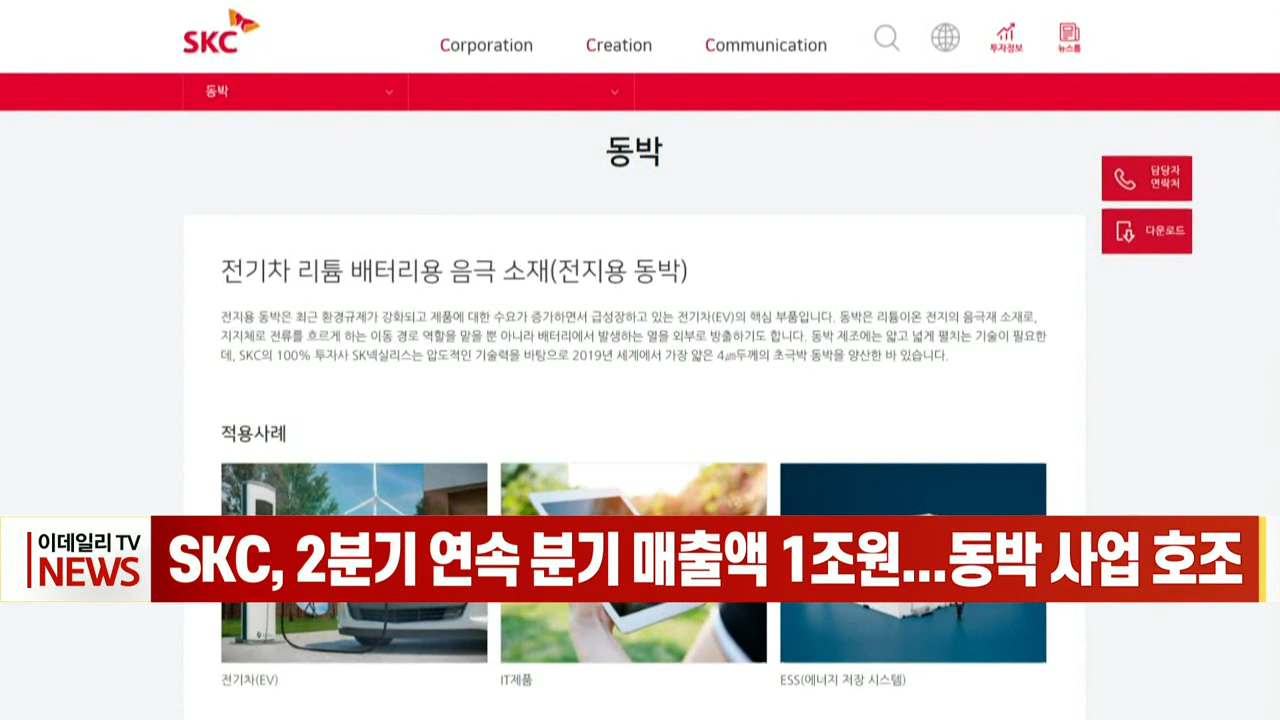 SKC
Corporation
Creation
Communication
투자정보
뉴스룸
동박
동박
담당자
연락처
다운로드
전기차 리튬 배터리용 음극 소재(전지용 동박)
전지용 동박은 최근 환경규제가 강화되고 제품에 대한 수요가 증가하면서 급성장하고 있는 전기차(EV)의 핵심 부품입니다. 동박은 리튬이온 전지의 음극재 소재로,
지지체로 전류를 흐르게 하는 이동 경로 역할을 맡을 뿐 아니라 배터리에서 발생하는 열을 외부로 방출하기도 합니다. 동박 제조에는 얇고 넓게 펼치는 기술이 필요한
데, SKC의 100% 투자사 SK넥실리스는 압도적인 기술력을 바탕으로 2019년 세계에서 가장 얇은 4㎛두께의 초극박 동박을 양산한 바 있습니다.
적용사례
이데일리 TV
NEWS
SKC, 2분기 연속 분기 매출액 1조원...동박 사업 호조
전기차(EV)
IT제품
ESS(에너지 저장 시스템)